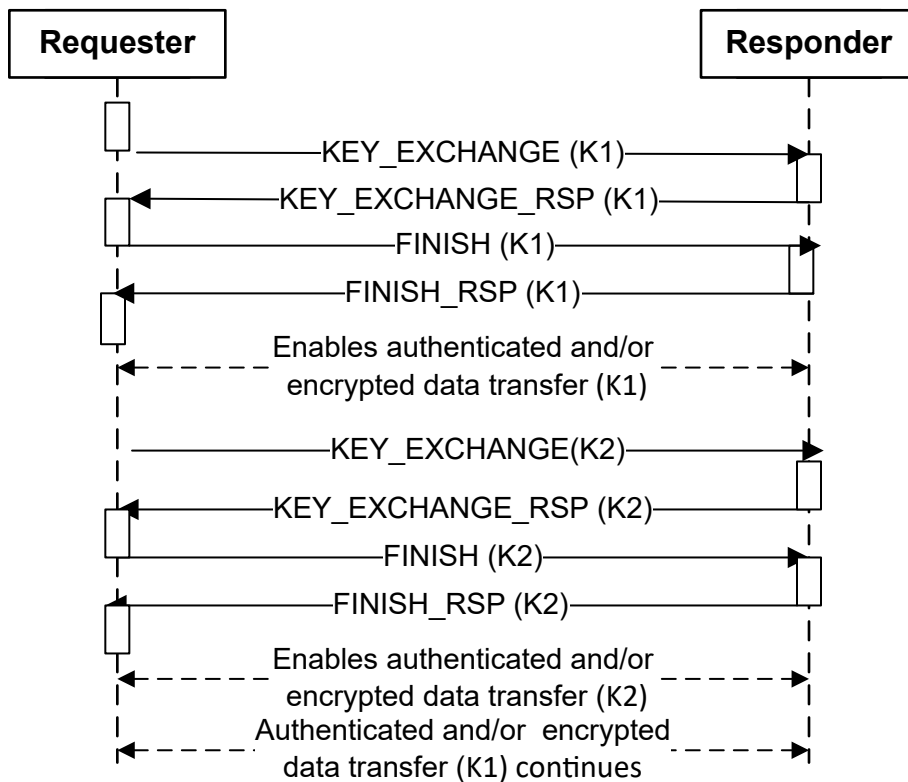 Requester
Responder
KEY_EXCHANGE (K1)
KEY_EXCHANGE_RSP (K1)
FINISH (K1)
FINISH_RSP (K1)
Enables authenticated and/or
encrypted data transfer (K1)
KEY_EXCHANGE(K2)
KEY_EXCHANGE_RSP (K2)
FINISH (K2)
FINISH_RSP (K2)
Enables authenticated and/or
encrypted data transfer (K2)
Authenticated and/or encrypted
data transfer (K1) continues